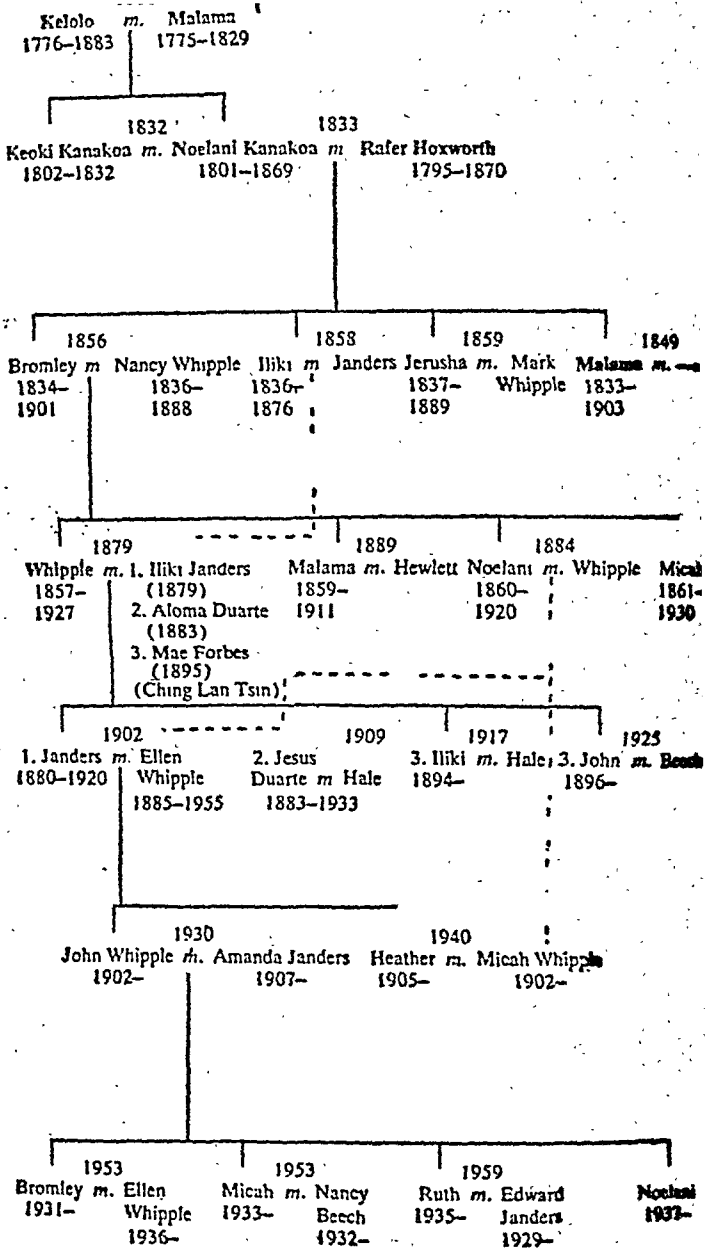 Kelolo m. Malama
1776–1883 1775–1829
1832 1833
Keoki Kanakoa m. Noelani Kanakoa m Rafer Hoxworth
1802–1832 1801–1869 1795–1870
1856 1858 1859 1849
Bromley m Nancy Whipple Iliki m Janders Jerusha m. Mark Malama m.
1834– 1836– 1836– 1837– Whipple 1833–
1901 1888 1876 1889 1903
1879 1889 1884
Whipple m. 1. Iliki Janders Malama m. Hewlett Noelani m. Whipple Micah
1857– (1879) 1859– 1860– 1861–
1927 2. Aloma Duarte 1911 1920 1930
(1883)
3. Mae Forbes
(1895)
(Ching Lan Tsin)
1902 1909 1917 1925
1. Janders m. Ellen 2. Jesus 3. Iliki m. Hale 3. John m. Beech
1880–1920 Whipple Duarte m Hale 1894– 1896–
1885–1955 1883–1933
1930 1940
John Whipple m. Amanda Janders Heather m. Micah Whipple
1902– 1907– 1905– 1902–
1953 1953 1959
Bromley m. Ellen Micah m. Nancy Ruth m. Edward Noelani
1931– Whipple 1933– Beech 1935– Janders 1937–
1936– 1932– 1929–